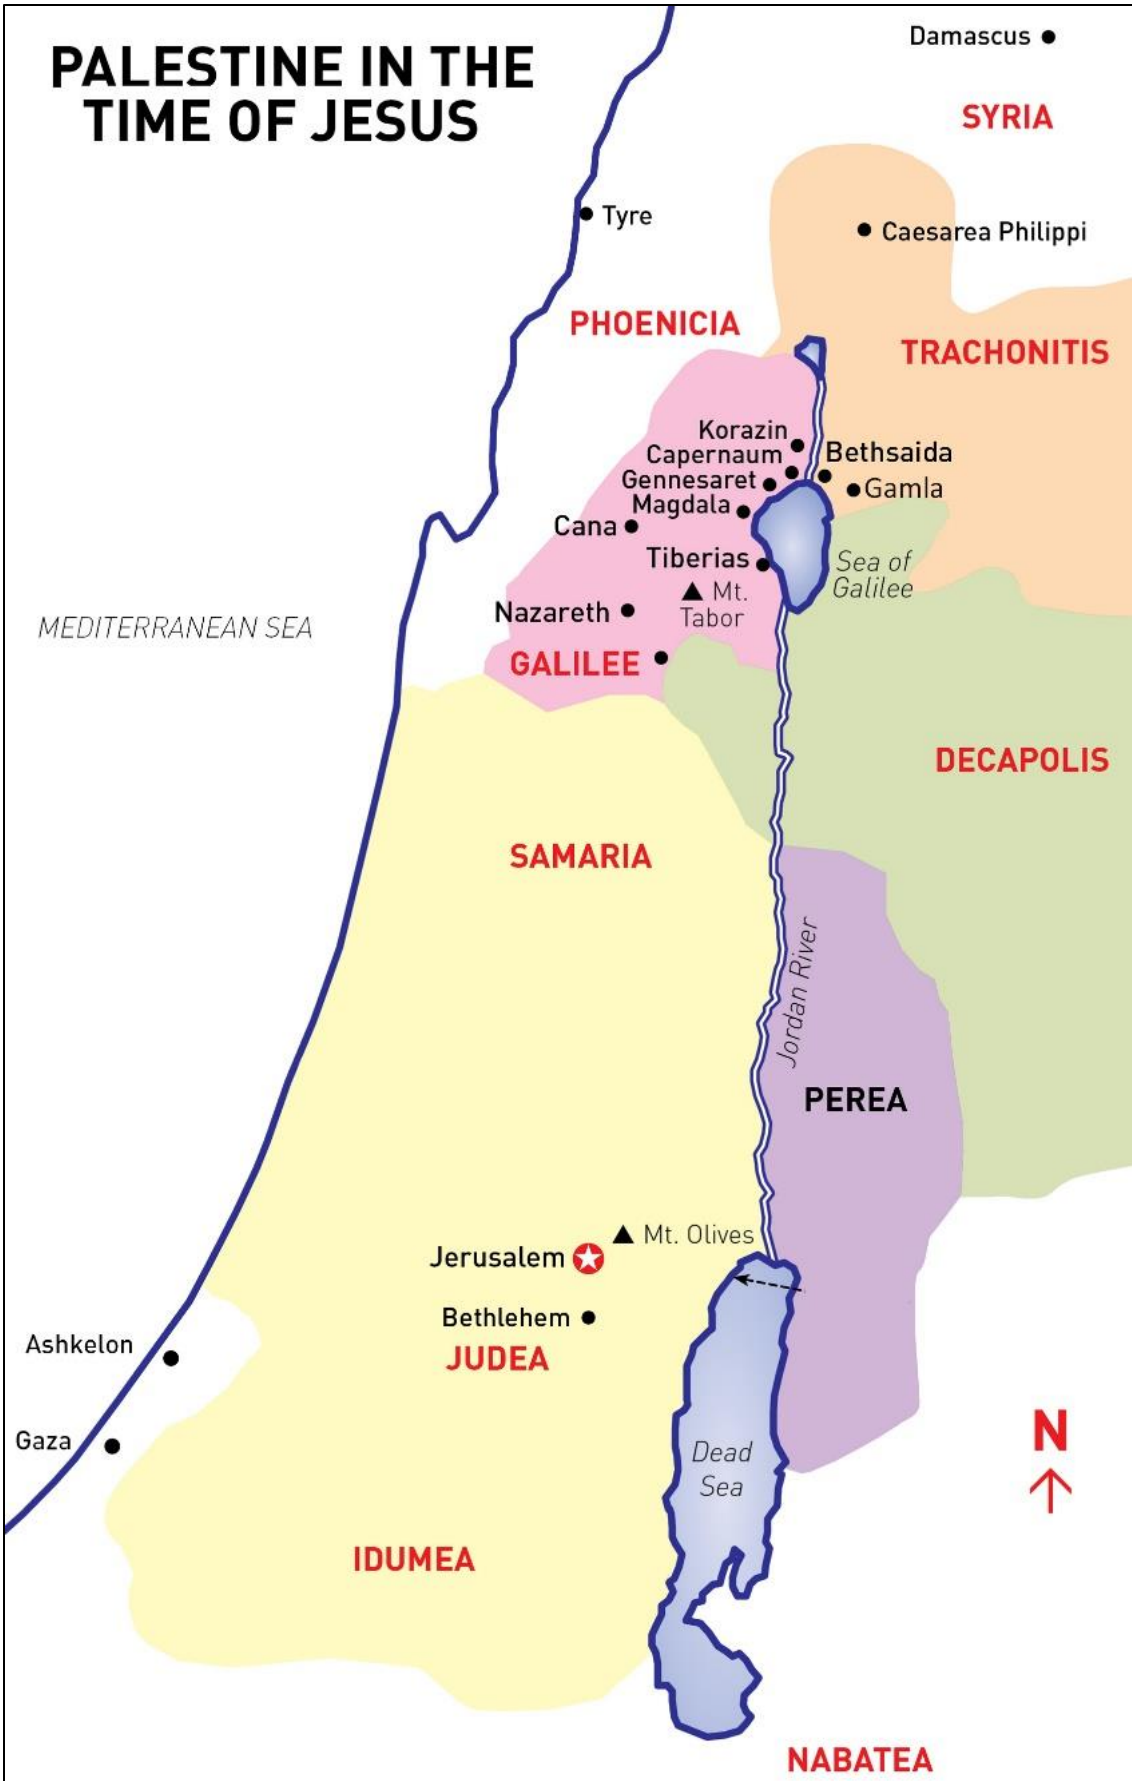 PALESTINE IN THE
TIME OF JESUS
Damascus
SYRIA
Tyre
Caesarea Philippi
PHOENICIA
TRACHONITIS
Korazin
Capernaum
Bethsaida
Gennesaret
Gamla
Magdala
Cana
Tiberias
Sea of
Galilee
Mt.
Tabor
Nazareth
MEDITERRANEAN SEA
GALILEE
DECAPOLIS
SAMARIA
Jordan River
PEREA
Mt. Olives
Jerusalem
Bethlehem
Ashkelon
JUDEA
Gaza
N
Dead
Sea
IDUMEA
NABATEA